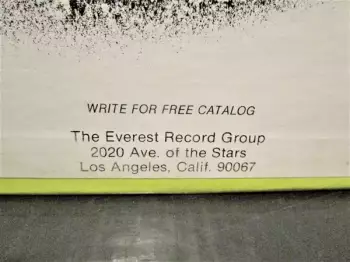 WRITE FOR FREE CATALOG
The Everest Record Group
2020 Ave. of the Stars
Los Angeles, Calif. 90067